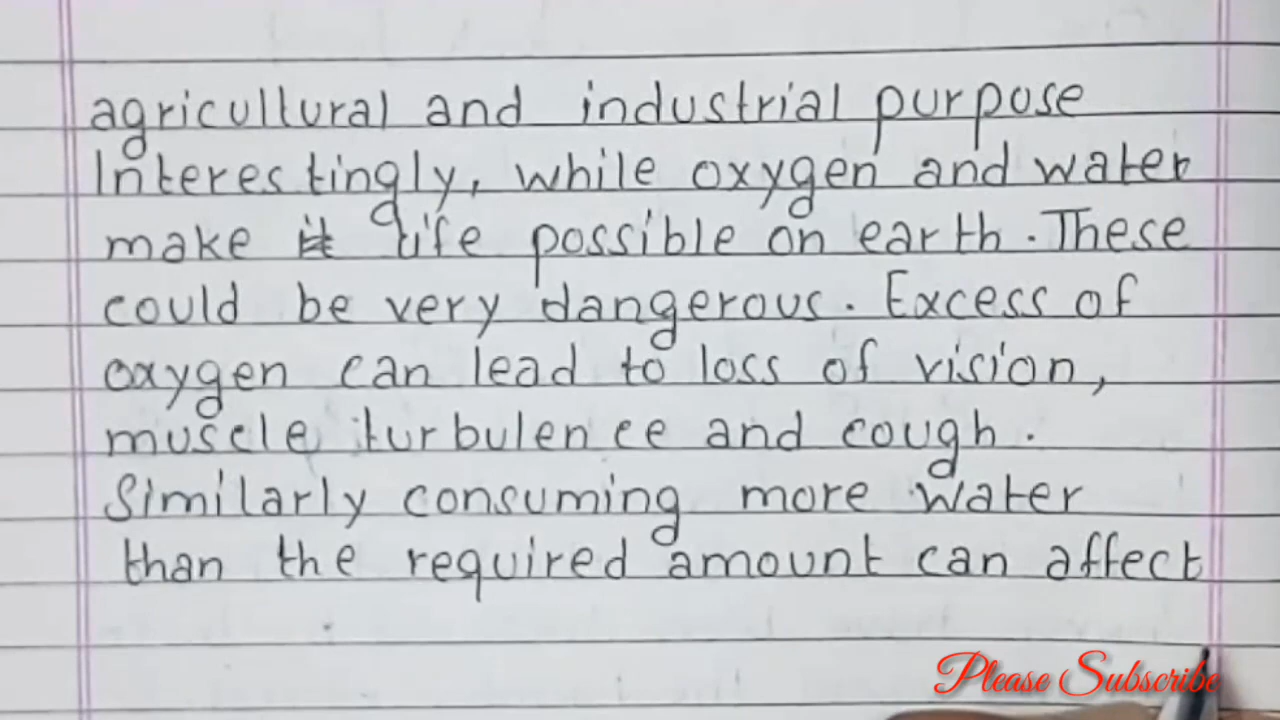 agricultural and industrial purpose
Interestingly, while oxygen and water
make it life possible on earth. These
could be very dangerous. Excess of
oxygen can lead to loss of vision,
muscle turbulence and cough.
Similarly consuming more water
than the required amount can affect
Please Subscribe